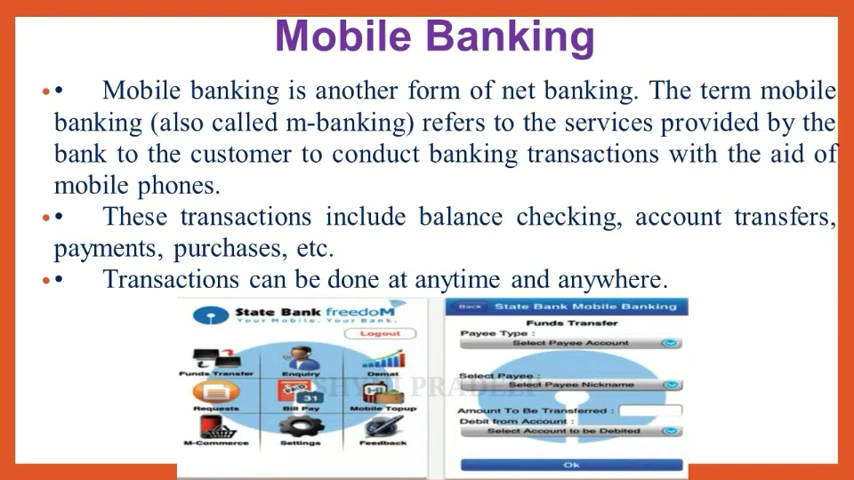 Mobile Banking
• • Mobile banking is another form of net banking. The term mobile
banking (also called m-banking) refers to the services provided by the
bank to the customer to conduct banking transactions with the aid of
mobile phones.
• • These transactions include balance checking, account transfers,
payments, purchases, etc.
• • Transactions can be done at anytime and anywhere.
State Bank freedoM
Your Mobile. Your Bank.
Logout
Funds Transfer Enquiry Demat
PAID
31
Requests Bill Pay Mobile Topup
M-Commerce Settings Feedback
Back State Bank Mobile Banking
Funds Transfer
Payee Type :
Select Payee Account
Select Payee:
Select Payee Nickname
Amount To Be Transferred :
Debit from Account :
Select Account to be Debited
Ok